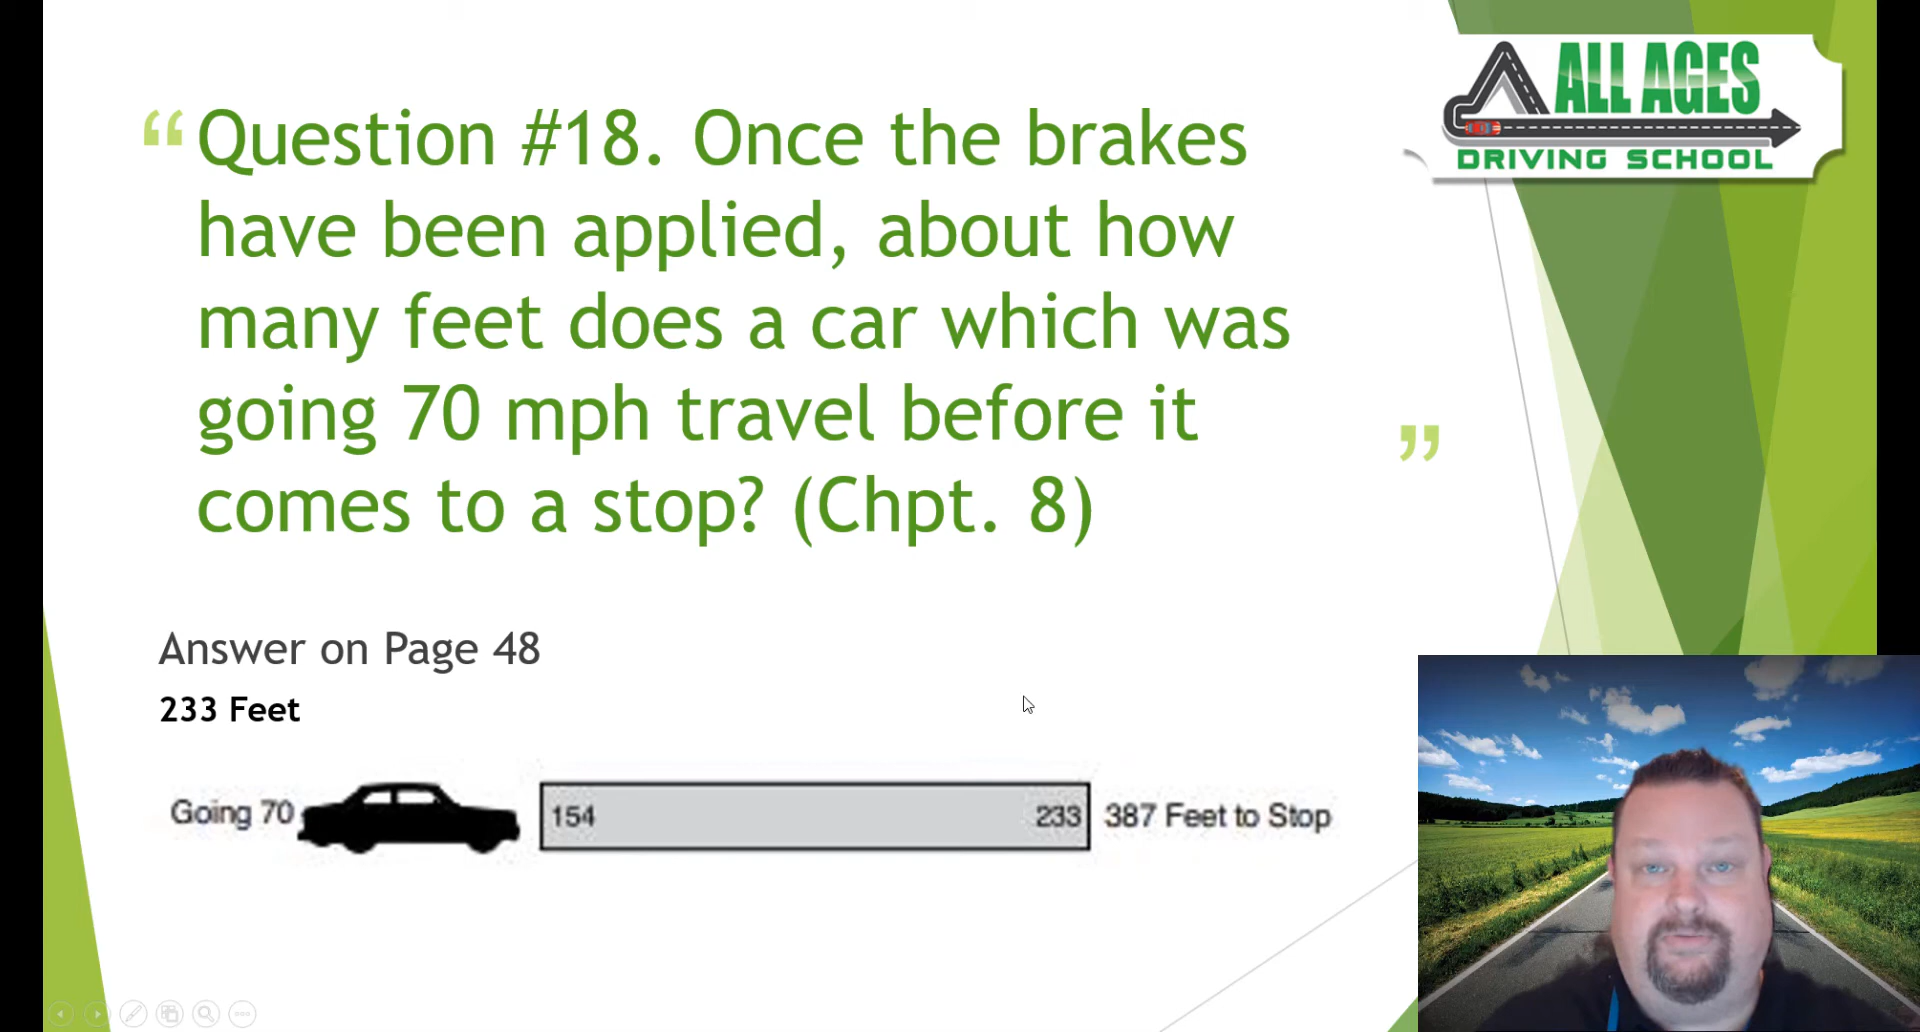 ALL AGES
DRIVING SCHOOL
“Question #18. Once the brakes
have been applied, about how
many feet does a car which was
going 70 mph travel before it
comes to a stop? (Chpt. 8)
”
Answer on Page 48
233 Feet
Going 70 154 233 387 Feet to Stop